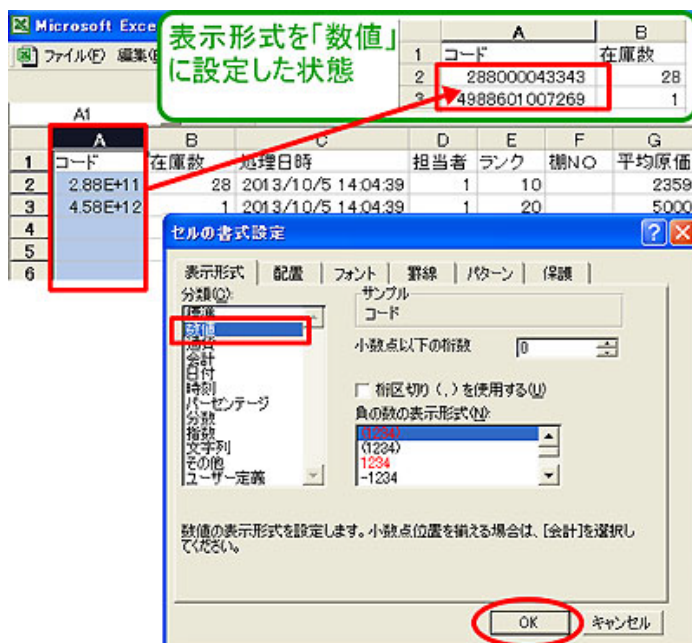 Microsoft Exce
ファイル(F) 編集(E
表示形式を「数値」
に設定した状態
A B
1 コード 在庫数
2 288000043343 28
3 4988601007269 1
A1
A B C D E F G
1 コード 在庫数 処理日時 担当者 ランク 棚NO 平均原価
2 2.88E+11 28 2013/10/5 14:04:39 1 10 2359
3 4.58E+12 1 2013/10/5 14:04:39 1 20 5000
4
5
6
セルの書式設定
表示形式 配置 フォント 罫線 パターン 保護
分類(C):
標準
数値
通貨
会計
日付
時刻
パーセンテージ
分数
指数
文字列
その他
ユーザー定義
サンプル
コード
小数点以下の桁数 0
桁区切り(,)を使用する(U)
負の数の表示形式(N):
(1234)
(1234)
1234
-1234
数値の表示形式を設定します。小数点位置を揃える場合は、[会計]を選択し
てください。
OK キャンセル